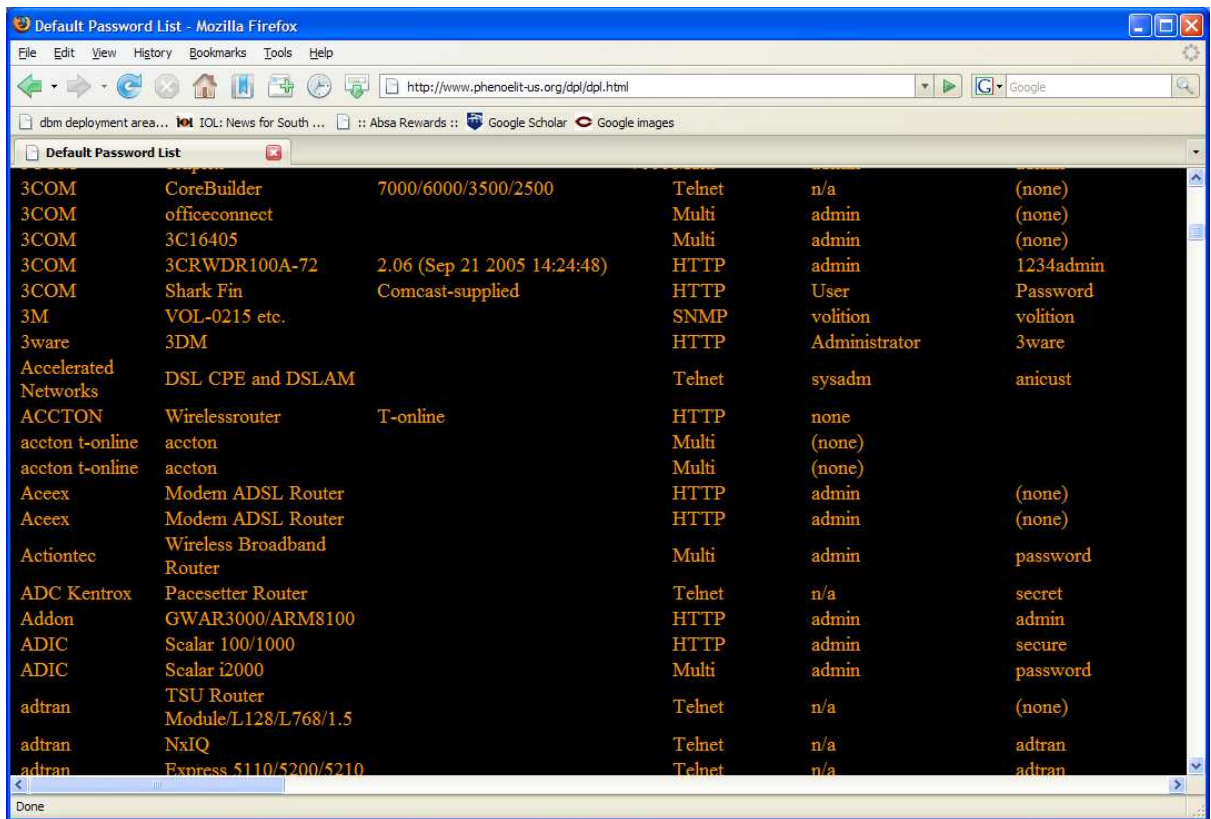 Default Password List - Mozilla Firefox
File Edit View History Bookmarks Tools Help
http://www.phenoelit-us.org/dpl/dpl.html
G Google
dbm deployment area... IOL IOL: News for South ... :: Absa Rewards :: Google Scholar Google images
Default Password List
3COM CoreBuilder 7000/6000/3500/2500 Telnet n/a (none)
3COM officeconnect Multi admin (none)
3COM 3C16405 Multi admin (none)
3COM 3CRWDR100A-72 2.06 (Sep 21 2005 14:24:48) HTTP admin 1234admin
3COM Shark Fin Comcast-supplied HTTP User Password
3M VOL-0215 etc. SNMP volition volition
3ware 3DM HTTP Administrator 3ware
Accelerated
Networks DSL CPE and DSLAM Telnet sysadm anicust
ACCTON Wirelessrouter T-online HTTP none
accton t-online accton Multi (none)
accton t-online accton Multi (none)
Aceex Modem ADSL Router HTTP admin (none)
Aceex Modem ADSL Router HTTP admin (none)
Actiontec Wireless Broadband
Router Multi admin password
ADC Kentrox Pacesetter Router Telnet n/a secret
Addon GWAR3000/ARM8100 HTTP admin admin
ADIC Scalar 100/1000 HTTP admin secure
ADIC Scalar i2000 Multi admin password
adtran TSU Router
Module/L128/L768/1.5 Telnet n/a (none)
adtran NxIQ Telnet n/a adtran
adtran Express 5110/5200/5210 Telnet n/a adtran
Done